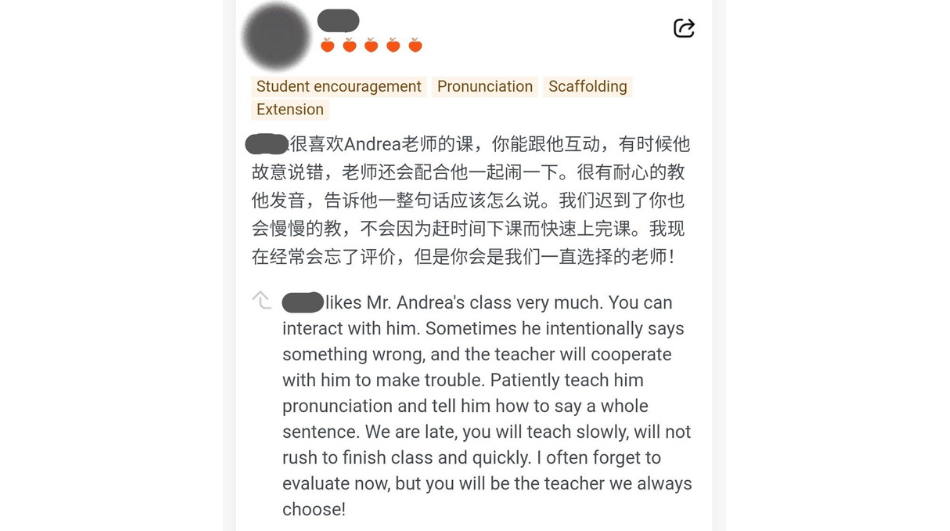 Student encouragement Pronunciation Scaffolding
Extension
很喜欢Andrea老师的课，你能跟他互动，有时候他
故意说错，老师还会配合他一起闹一下。很有耐心的教
他发音，告诉他一整句话应该怎么说。我们迟到了你也
会慢慢的教，不会因为赶时间下课而快速上完课。我现
在经常会忘了评价，但是你会是我们一直选择的老师！
likes Mr. Andrea's class very much. You can
interact with him. Sometimes he intentionally says
something wrong, and the teacher will cooperate
with him to make trouble. Patiently teach him
pronunciation and tell him how to say a whole
sentence. We are late, you will teach slowly, will not
rush to finish class and quickly. I often forget to
evaluate now, but you will be the teacher we always
choose!